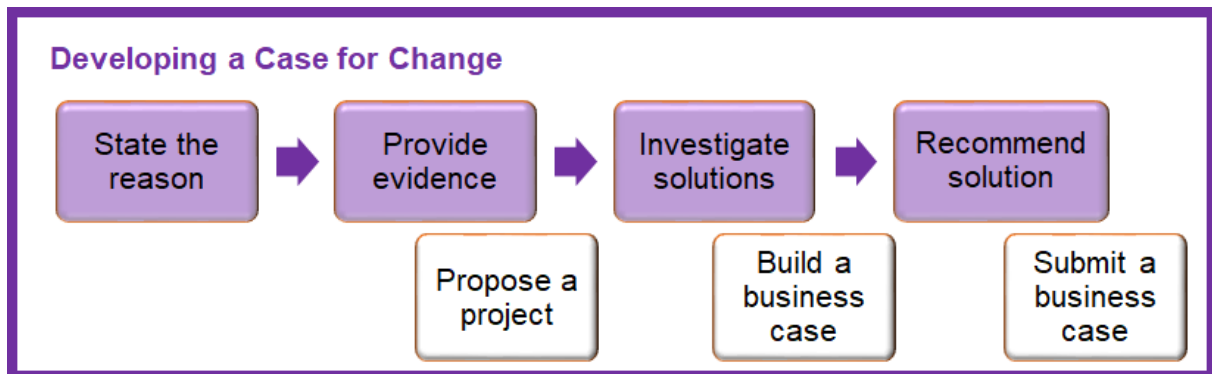 Developing a Case for Change
State the
reason
Provide
evidence
Investigate
solutions
Recommend
solution
Propose a
project
Build a
business
case
Submit a
business
case